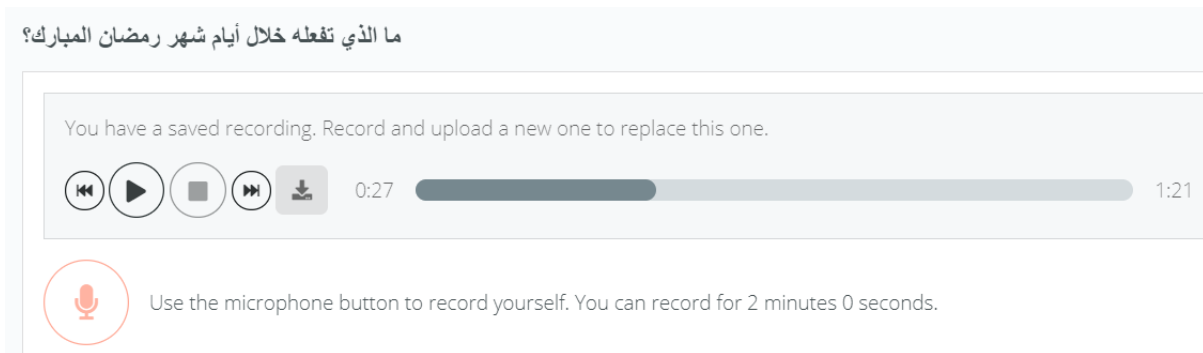 ما الذي تفعله خلال أيام شهر رمضان المبارك؟
You have a saved recording. Record and upload a new one to replace this one.
0:27 1:21
Use the microphone button to record yourself. You can record for 2 minutes 0 seconds.